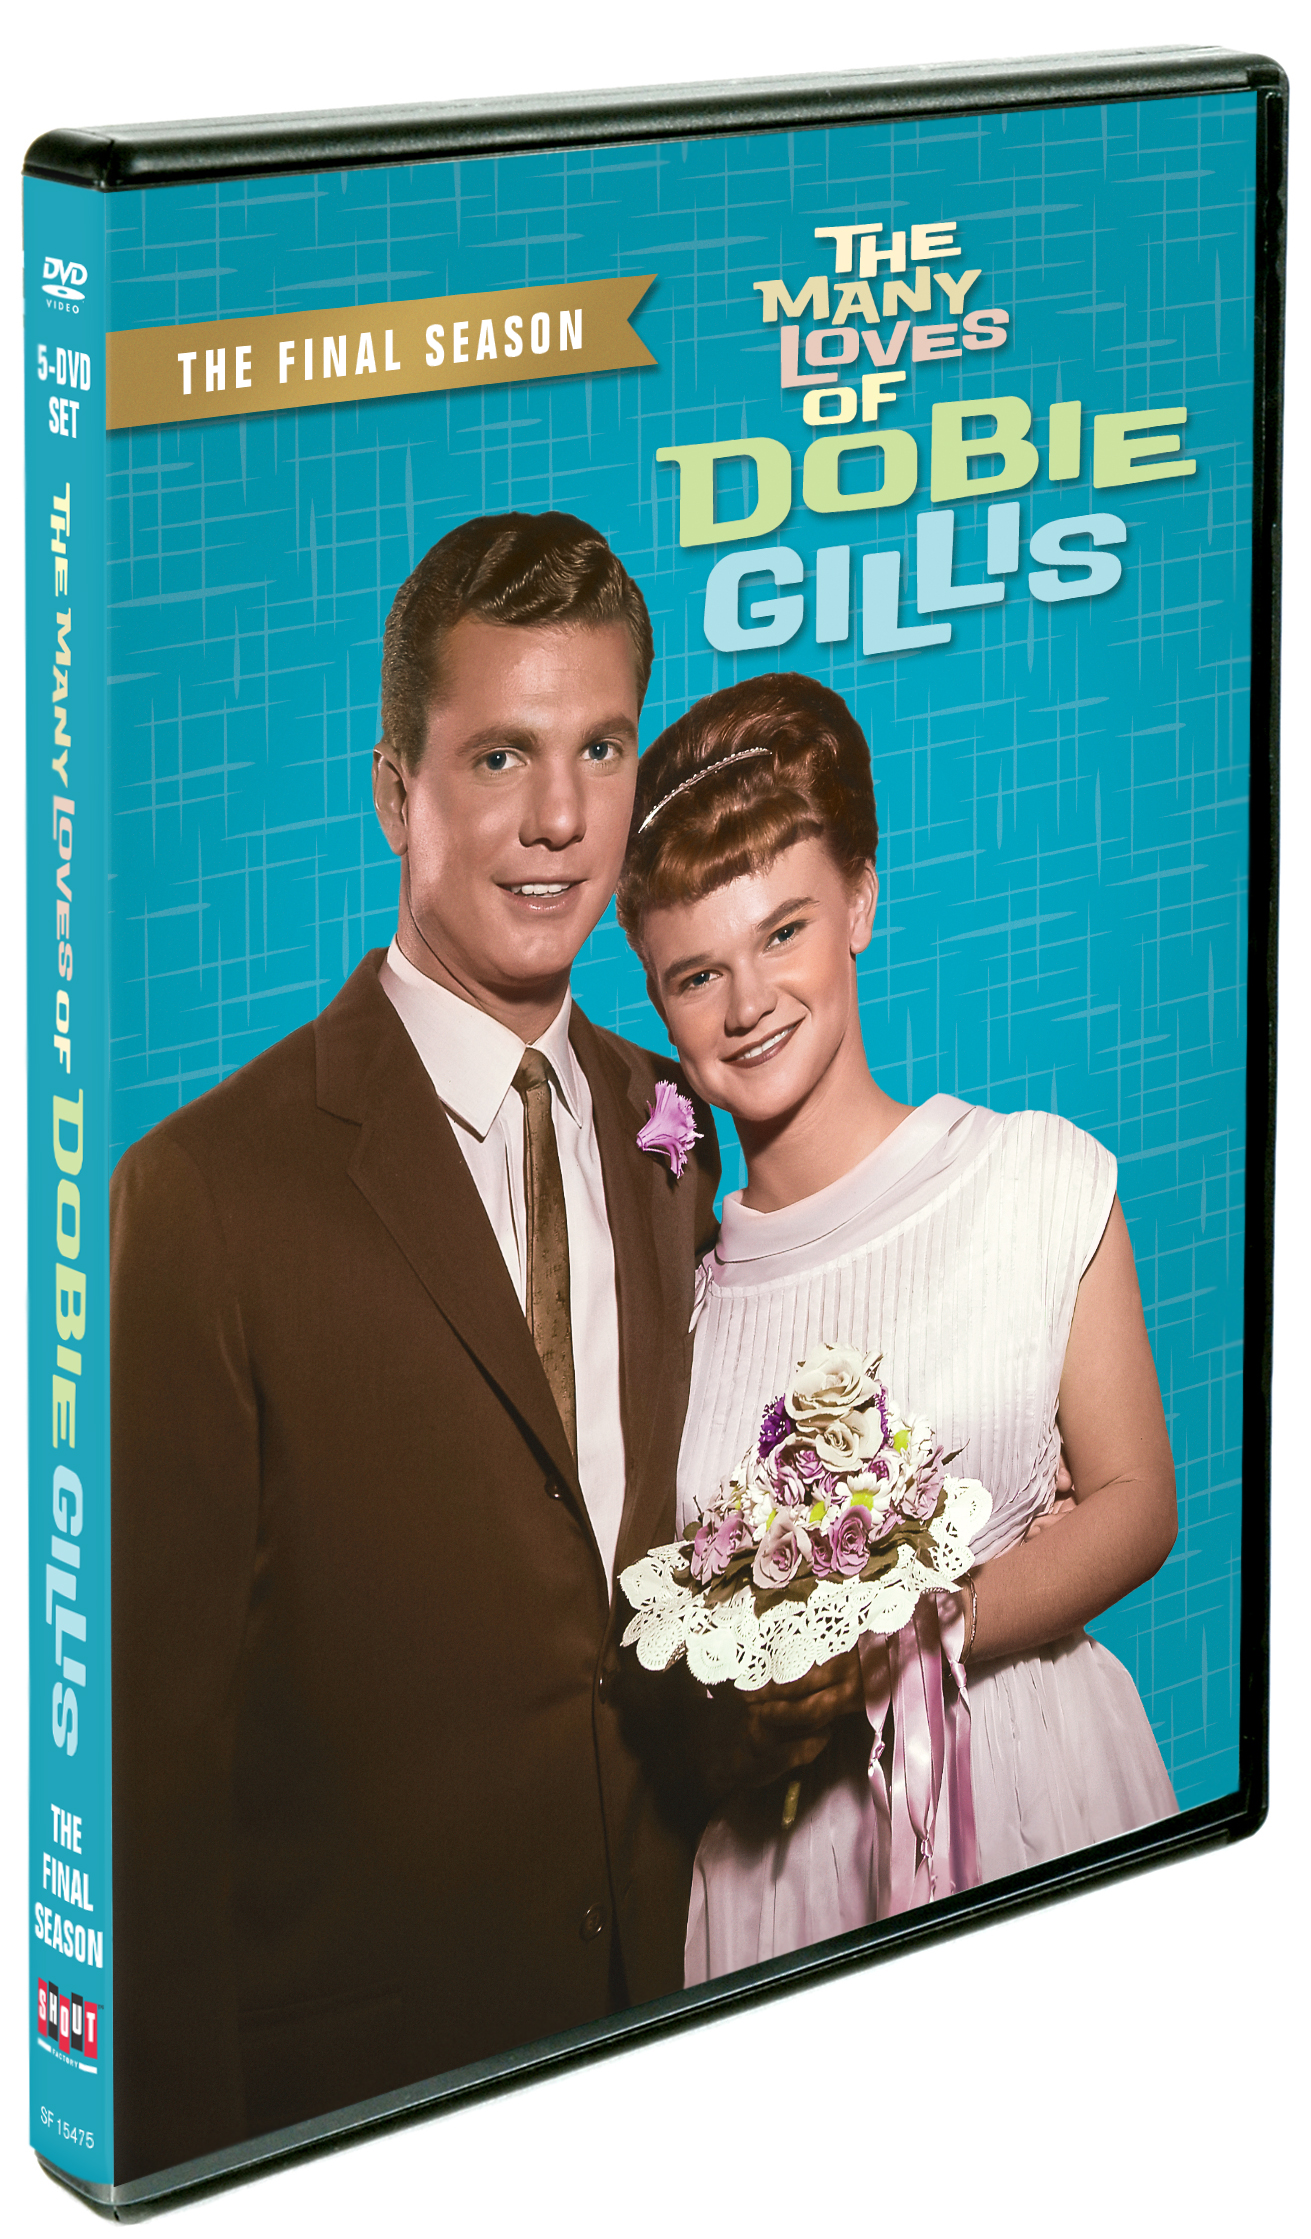 THE FINAL SEASON
THE
MANY
LOVES
OF
DOBIE
GILLIS
DVD
VIDEO
5-DVD
SET
THE MANY LOVES OF DOBIE GILLIS
THE
FINAL
SEASON
SHOUT
FACTORY
SF 15475